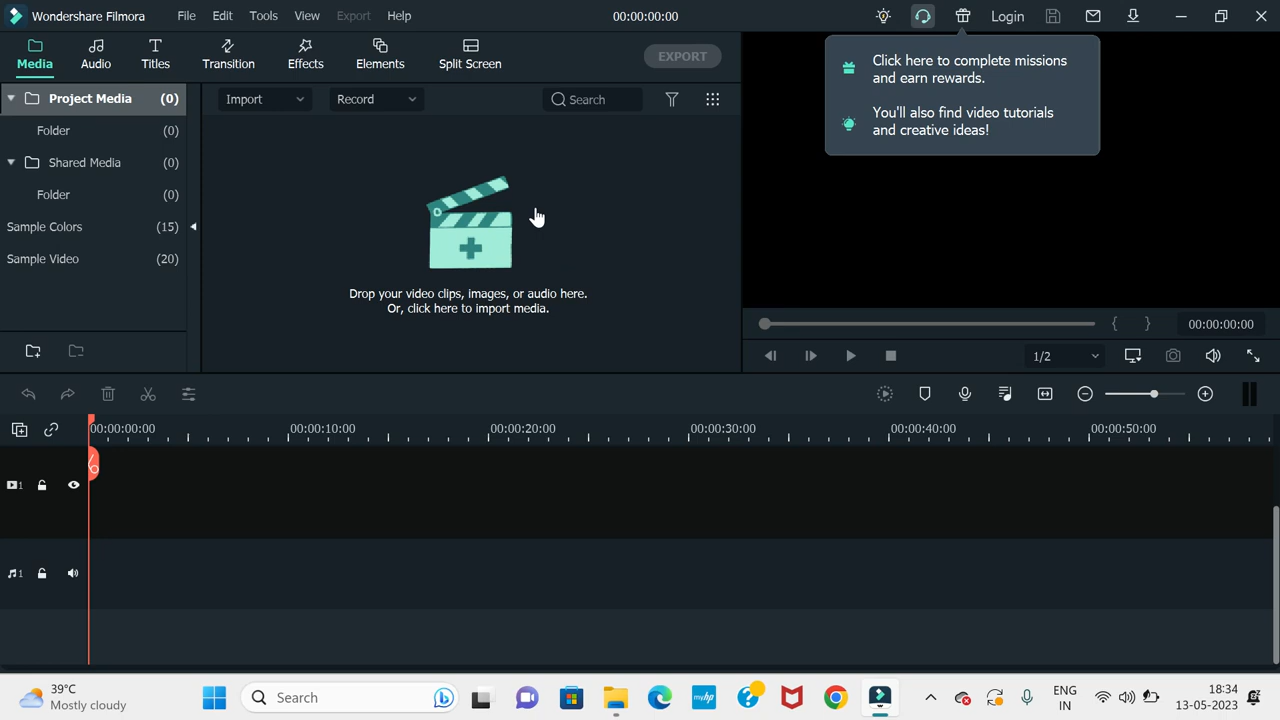 Wondershare Filmora
File
Edit
Tools
View
Export
Help
00:00:00:00
Login
Media
Audio
Titles
Transition
Effects
Elements
Split Screen
EXPORT
Click here to complete missions
and earn rewards.
You'll also find video tutorials
and creative ideas!
Project Media (0)
Folder (0)
Shared Media (0)
Folder (0)
Sample Colors (15)
Sample Video (20)
Import
Record
Search
Drop your video clips, images, or audio here.
Or, click here to import media.
{ }
00:00:00:00
1/2
00:00:00:00
00:00:10:00
00:00:20:00
00:00:30:00
00:00:40:00
00:00:50:00
1
1
39°C
Mostly cloudy
Search
myhp
ENG
IN
18:34
13-05-2023